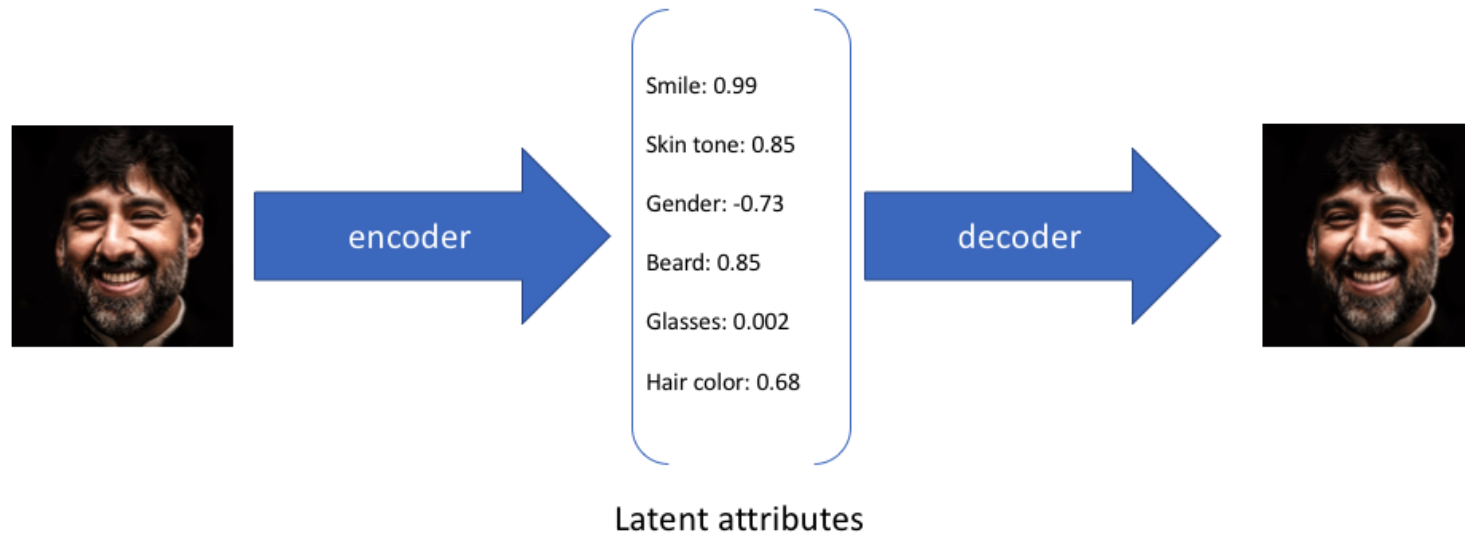 encoder
Smile: 0.99
Skin tone: 0.85
Gender: -0.73
Beard: 0.85
Glasses: 0.002
Hair color: 0.68
decoder
Latent attributes